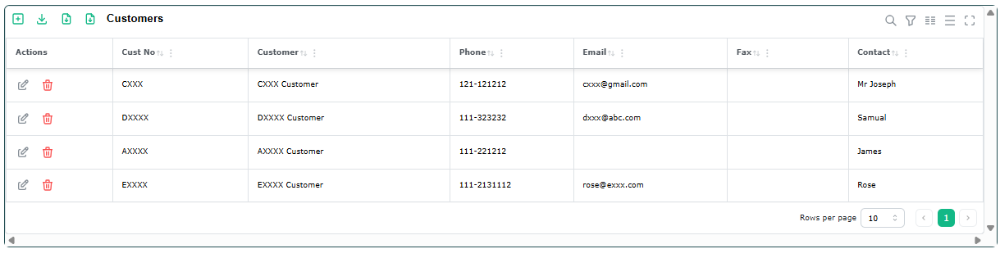 Customers
Actions Cust No Customer Phone Email Fax Contact
CXXX CXXX Customer 121-121212 cxxx@gmail.com Mr Joseph
DXXXX DXXXX Customer 111-323232 dxxx@abc.com Samual
AXXXX AXXXX Customer 111-221212 James
EXXXX EXXXX Customer 111-2131112 rose@exxx.com Rose
Rows per page 10 1